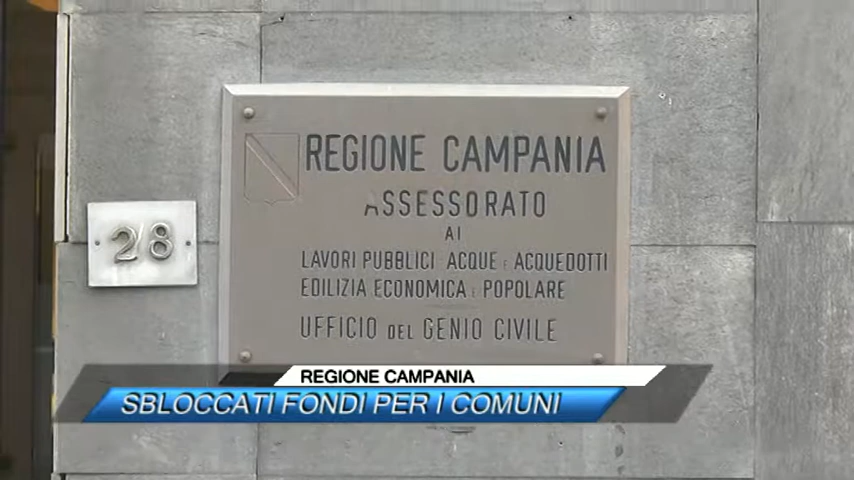 REGIONE CAMPANIA
ASSESSORATO
AI
LAVORI PUBBLICI ACQUE E ACQUEDOTTI
EDILIZIA ECONOMICA E POPOLARE
UFFICIO DEL GENIO CIVILE
28
REGIONE CAMPANIA
SBLOCCATI FONDI PER I COMUNI